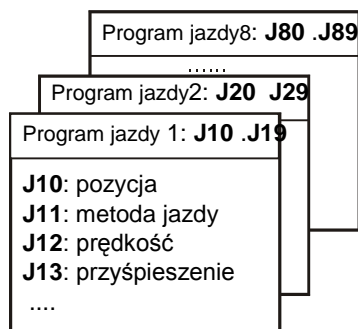 Program jazdy8: J80 .J89
......
Program jazdy2: J20 J29
Program jazdy 1: J10 .J19
J10: pozycja
J11: metoda jazdy
J12: prędkość
J13: przyśpieszenie
....